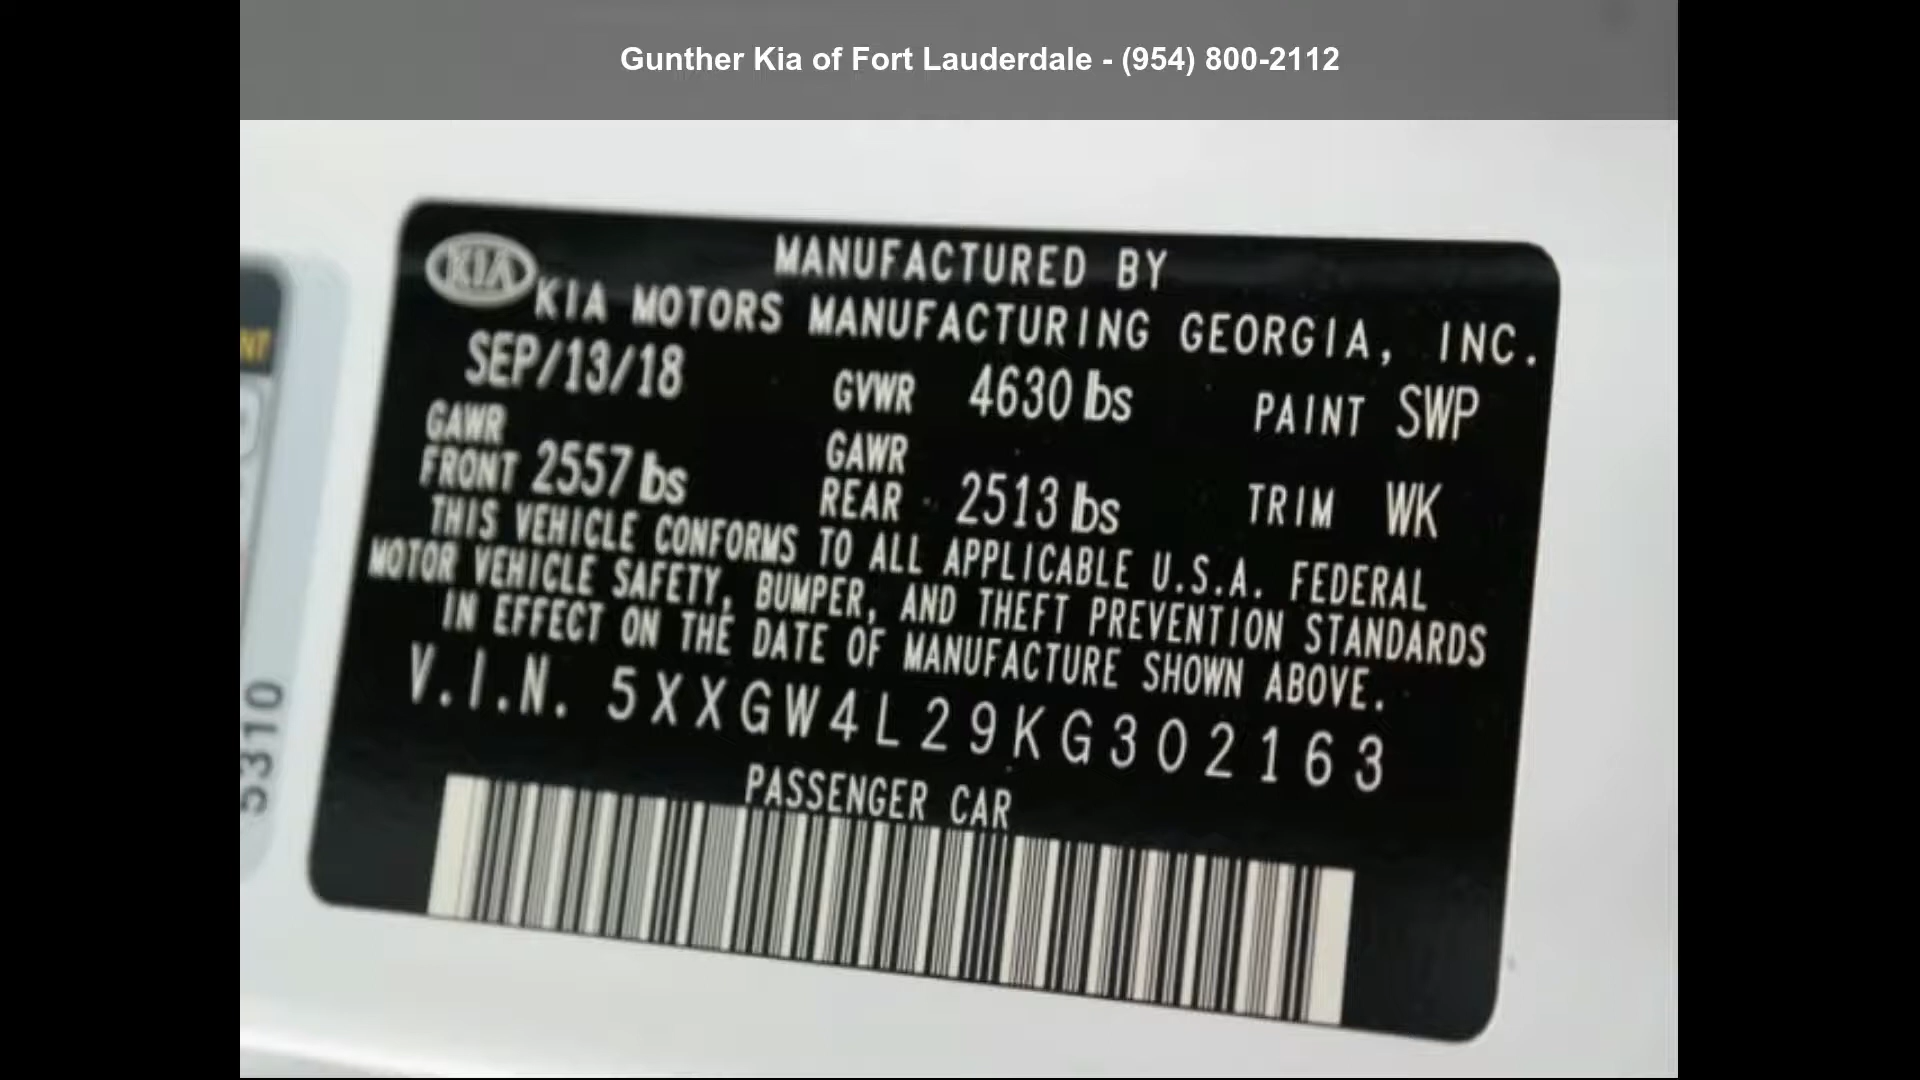 Gunther Kia of Fort Lauderdale - (954) 800-2112
KIA
MANUFACTURED BY
KIA MOTORS MANUFACTURING GEORGIA, INC.
SEP/13/18 GVWR 4630 lbs PAINT SWP
GAWR FRONT 2557 lbs GAWR REAR 2513 lbs TRIM WK
THIS VEHICLE CONFORMS TO ALL APPLICABLE U.S.A. FEDERAL
MOTOR VEHICLE SAFETY, BUMPER, AND THEFT PREVENTION STANDARDS
IN EFFECT ON THE DATE OF MANUFACTURE SHOWN ABOVE.
V.I.N. 5XXGW4L29KG302163
PASSENGER CAR
NT
5310